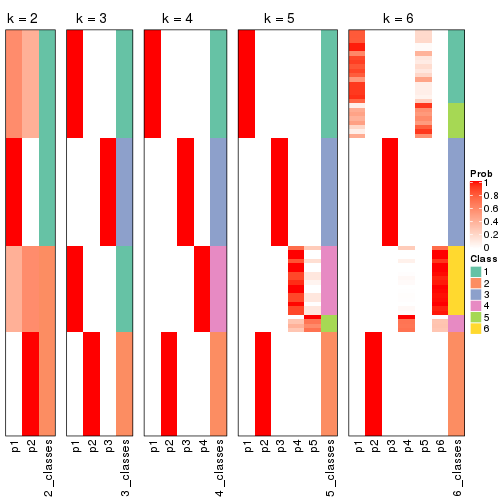 k = 2
k = 3
k = 4
k = 5
k = 6
Prob
1
0.8
0.6
0.4
0.2
0
Class
1
2
3
4
5
6
p1
p2
2_classes
p1
p2
p3
3_classes
p1
p2
p3
p4
4_classes
p1
p2
p3
p4
p5
5_classes
p1
p2
p3
p4
p5
p6
6_classes